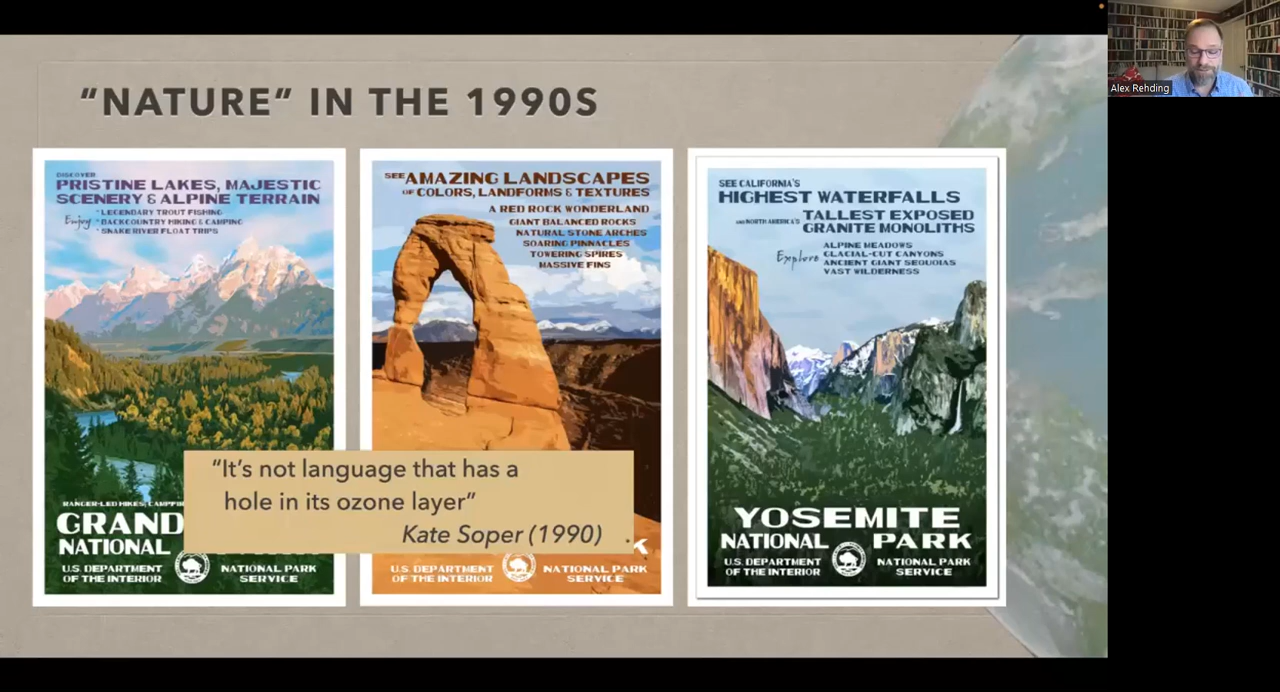 "NATURE" IN THE 1990S
DISCOVER
PRISTINE LAKES, MAJESTIC
SCENERY & ALPINE TERRAIN
Enjoy
* LEGENDARY TROUT FISHING
* BACKCOUNTRY HIKING & CAMPING
* SNAKE RIVER FLOAT TRIPS
RANGER-LED HIKES,
GRAND
NATIONAL
U.S. DEPARTMENT
OF THE INTERIOR
NATIONAL PARK
SERVICE
SEE AMAZING LANDSCAPES
OF COLORS, LANDFORMS & TEXTURES
A RED ROCK WONDERLAND
GIANT BALANCED ROCKS
NATURAL STONE ARCHES
SOARING PINNACLES
TOWERING SPIRES
MASSIVE FINS
"It's not language that has a
hole in its ozone layer"
Kate Soper (1990)
U.S. DEPARTMENT
OF THE INTERIOR
NATIONAL PARK
SERVICE
SEE CALIFORNIA'S
HIGHEST WATERFALLS
AND NORTH AMERICA'S TALLEST EXPOSED
GRANITE MONOLITHS
Explore
ALPINE MEADOWS
GLACIAL-CUT CANYONS
ANCIENT GIANT SEQUOIAS
VAST WILDERNESS
YOSEMITE
NATIONAL PARK
U.S. DEPARTMENT
OF THE INTERIOR
NATIONAL PARK
SERVICE
Alex Rehding